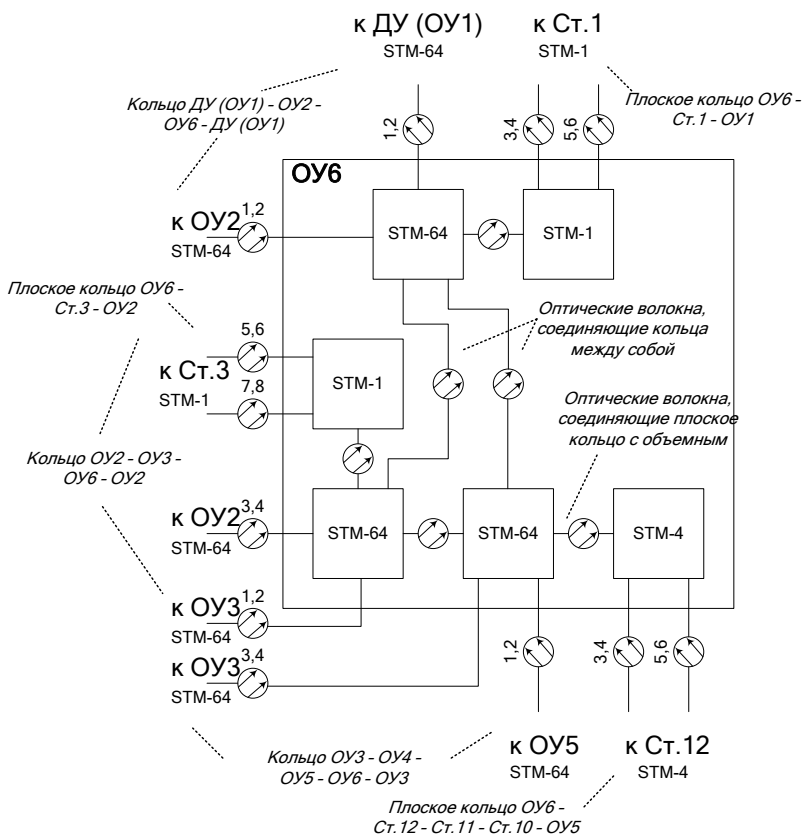 к ДУ (ОУ1)
STM-64
к Ст.1
STM-1
Кольцо ДУ (ОУ1) - ОУ2 -
ОУ6 - ДУ (ОУ1)
Плоское кольцо ОУ6 -
Ст.1 - ОУ1
1,2
3,4
5,6
ОУ6
к ОУ2
1,2
STM-64
STM-64
STM-1
Плоское кольцо ОУ6 -
Ст.3 - ОУ2
Оптические волокна,
соединяющие кольца
между собой
5,6
к Ст.3
STM-1
7,8
STM-1
Оптические волокна,
соединяющие плоское
кольцо с объемным
Кольцо ОУ2 - ОУ3 -
ОУ6 - ОУ2
к ОУ2
3,4
STM-64
STM-64
STM-64
STM-4
к ОУ3
1,2
STM-64
к ОУ3
3,4
STM-64
1,2
3,4
5,6
Кольцо ОУ3 - ОУ4 -
ОУ5 - ОУ6 - ОУ3
к ОУ5
STM-64
к Ст.12
STM-4
Плоское кольцо ОУ6 -
Ст.12 - Ст.11 - Ст.10 - ОУ5